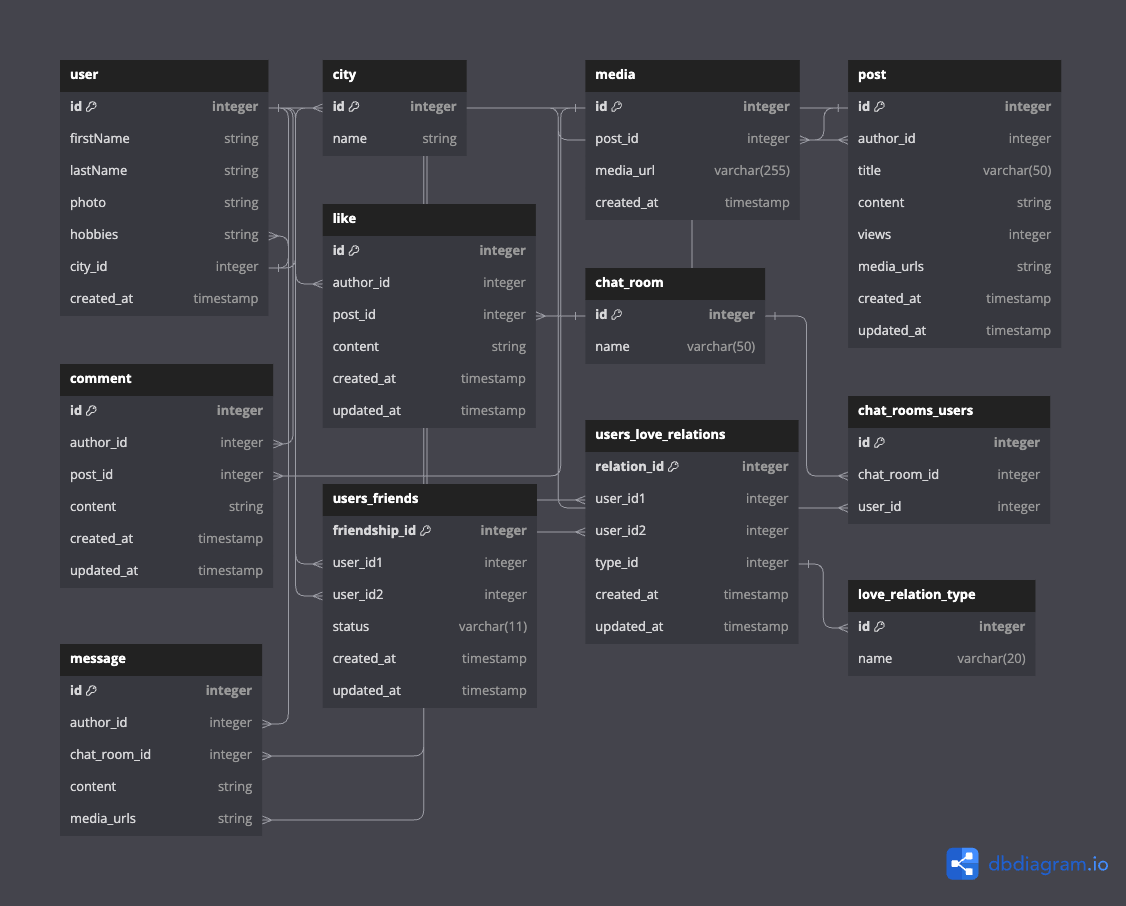 user
id integer
firstName string
lastName string
photo string
hobbies string
city_id integer
created_at timestamp
comment
id integer
author_id integer
post_id integer
content string
created_at timestamp
updated_at timestamp
message
id integer
author_id integer
chat_room_id integer
content string
media_urls string
city
id integer
name string
like
id integer
author_id integer
post_id integer
content string
created_at timestamp
updated_at timestamp
users_friends
friendship_id integer
user_id1 integer
user_id2 integer
status varchar(11)
created_at timestamp
updated_at timestamp
media
id integer
post_id integer
media_url varchar(255)
created_at timestamp
chat_room
id integer
name varchar(50)
users_love_relations
relation_id integer
user_id1 integer
user_id2 integer
type_id integer
created_at timestamp
updated_at timestamp
post
id integer
author_id integer
title varchar(50)
content string
views integer
media_urls string
created_at timestamp
updated_at timestamp
chat_rooms_users
id integer
chat_room_id integer
user_id integer
love_relation_type
id integer
name varchar(20)
dbdiagram.io